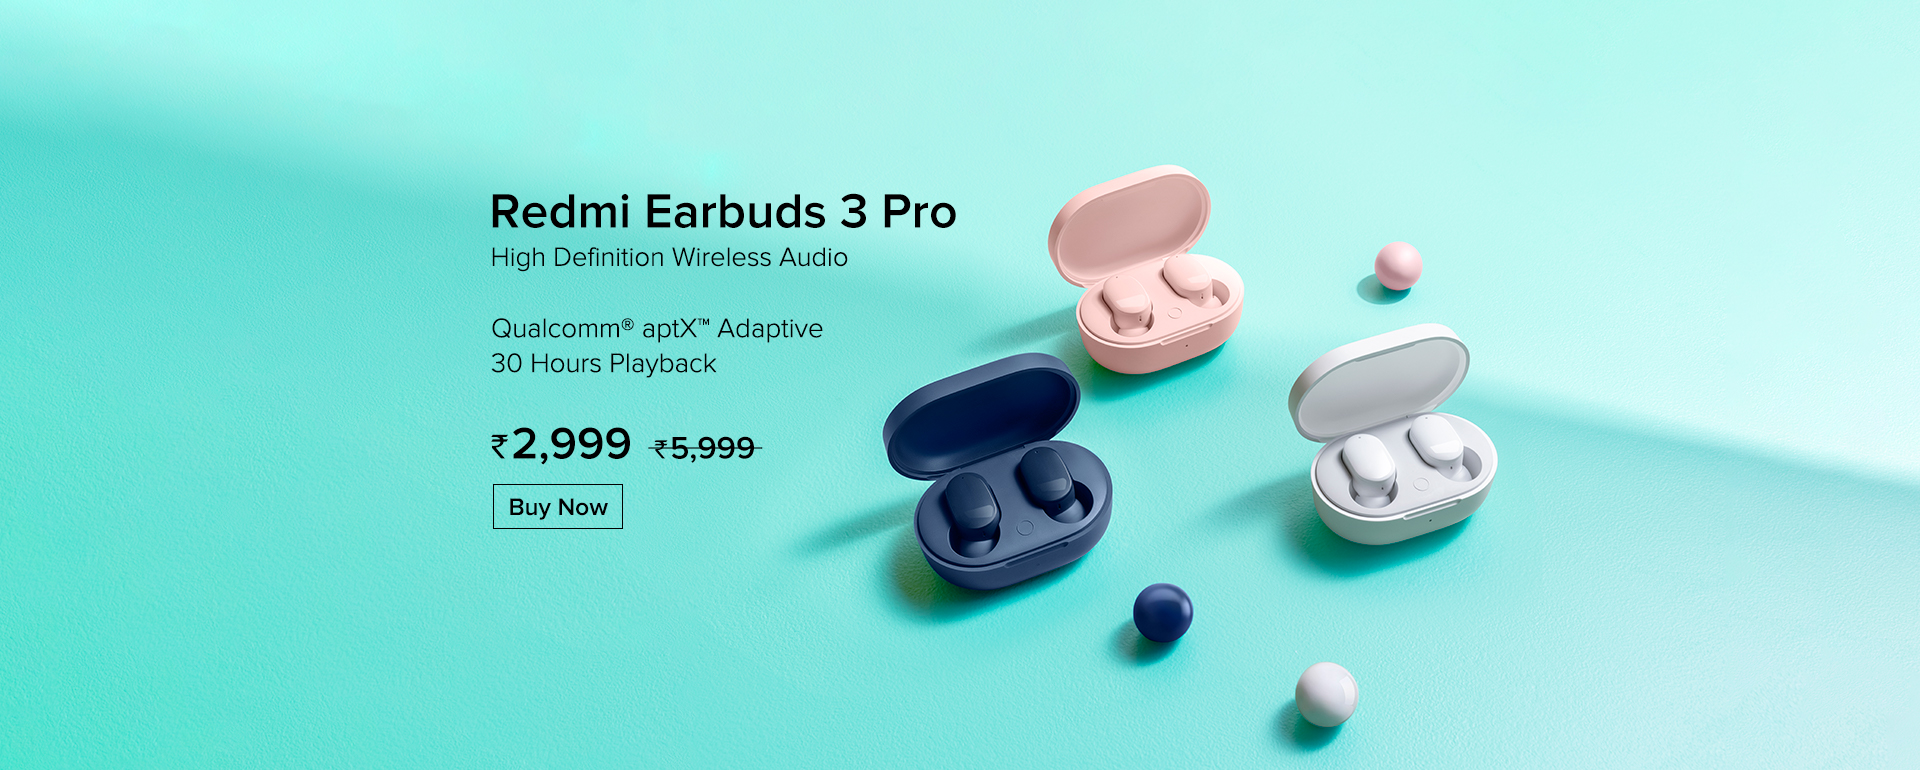 Redmi Earbuds 3 Pro
High Definition Wireless Audio
Qualcomm® aptX™ Adaptive
30 Hours Playback
₹2,999 ₹5,999
Buy Now